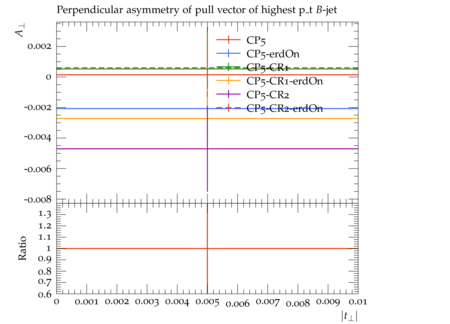 Perpendicular asymmetry of pull vector of highest p_t B-jet
A⊥
CP5
CP5-erdOn
CP5-CR1
CP5-CR1-erdOn
CP5-CR2
CP5-CR2-erdOn
0.002
0
-0.002
-0.004
-0.006
-0.008
Ratio
1.3
1.2
1.1
1
0.9
0.8
0.7
0.6
0 0.001 0.002 0.003 0.004 0.005 0.006 0.007 0.008 0.009 0.01
|t⊥|